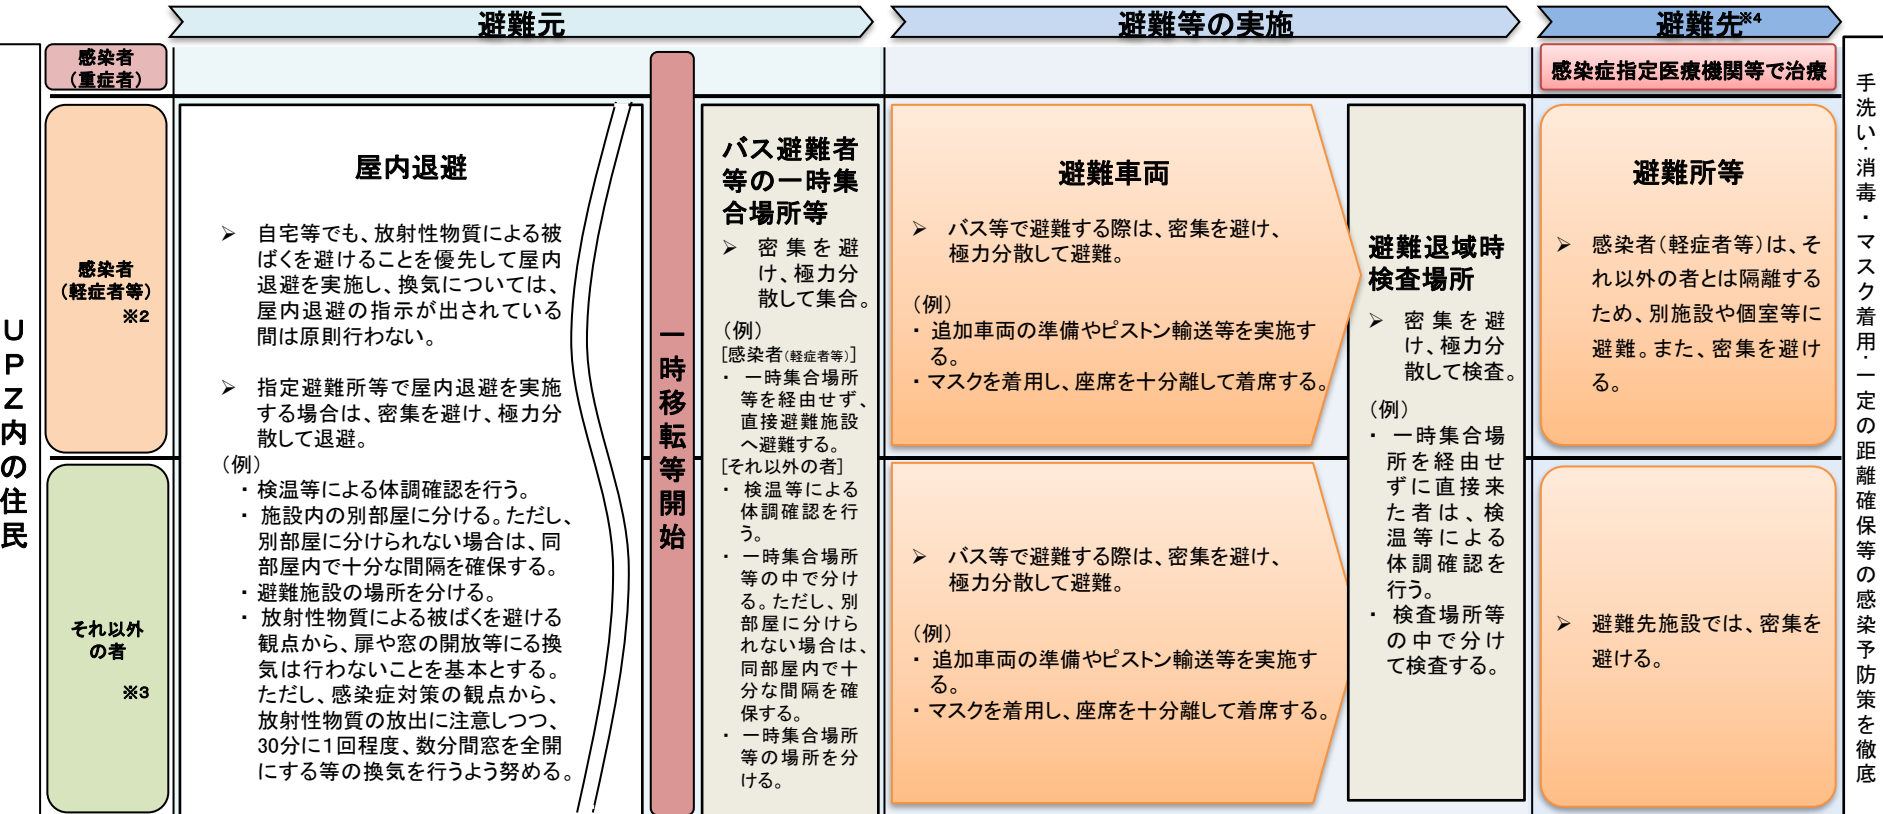 避難元
避難等の実施
避難先※4
UPZ内の住民
感染者
（重症者）
感染症指定医療機関等で治療
感染者
（軽症者等）
※2
それ以外
の者
※3
屋内退避
➢ 自宅等でも、放射性物質による被
ばくを避けることを優先して屋内
退避を実施し、換気については、
屋内退避の指示が出されている
間は原則行わない。
➢ 指定避難所等で屋内退避を実施
する場合は、密集を避け、極力分
散して退避。
（例）
・ 検温等による体調確認を行う。
・ 施設内の別部屋に分ける。ただし、
別部屋に分けられない場合は、同
部屋内で十分な間隔を確保する。
・ 避難施設の場所を分ける。
・ 放射性物質による被ばくを避ける
観点から、扉や窓の開放等にる換
気は行わないことを基本とする。
ただし、感染症対策の観点から、
放射性物質の放出に注意しつつ、
30分に1回程度、数分間窓を全開
にする等の換気を行うよう努める。
一時移転等開始
バス避難者
等の一時集
合場所等
➢ 密集を避
け、極力分
散して集合。
（例）
[感染者（軽症者等）]
・ 一時集合場所
等を経由せず、
直接避難施設
へ避難する。
[それ以外の者]
・ 検温等による
体調確認を行
う。
・ 一時集合場所
等の中で分け
る。ただし、別
部屋に分けら
れない場合は、
同部屋内で十
分な間隔を確
保する。
・ 一時集合場所
等の場所を分
ける。
避難車両
➢ バス等で避難する際は、密集を避け、
極力分散して避難。
（例）
・ 追加車両の準備やピストン輸送等を実施す
る。
・ マスクを着用し、座席を十分離して着席する。
➢ バス等で避難する際は、密集を避け、
極力分散して避難。
（例）
・ 追加車両の準備やピストン輸送等を実施す
る。
・ マスクを着用し、座席を十分離して着席する。
避難退域時
検査場所
➢ 密集を避
け、極力分
散して検査。
（例）
・ 一時集合場
所を経由せ
ずに直接来
た者は、検
温等による
体調確認を
行う。
・ 検査場所等
の中で分け
て検査する。
避難所等
➢ 感染者（軽症者等）は、そ
れ以外の者とは隔離する
ため、別施設や個室等に
避難。また、密集を避け
る。
➢ 避難先施設では、密集を
避ける。
手洗い・消毒・マスク着用・一定の距離確保等の感染予防策を徹底